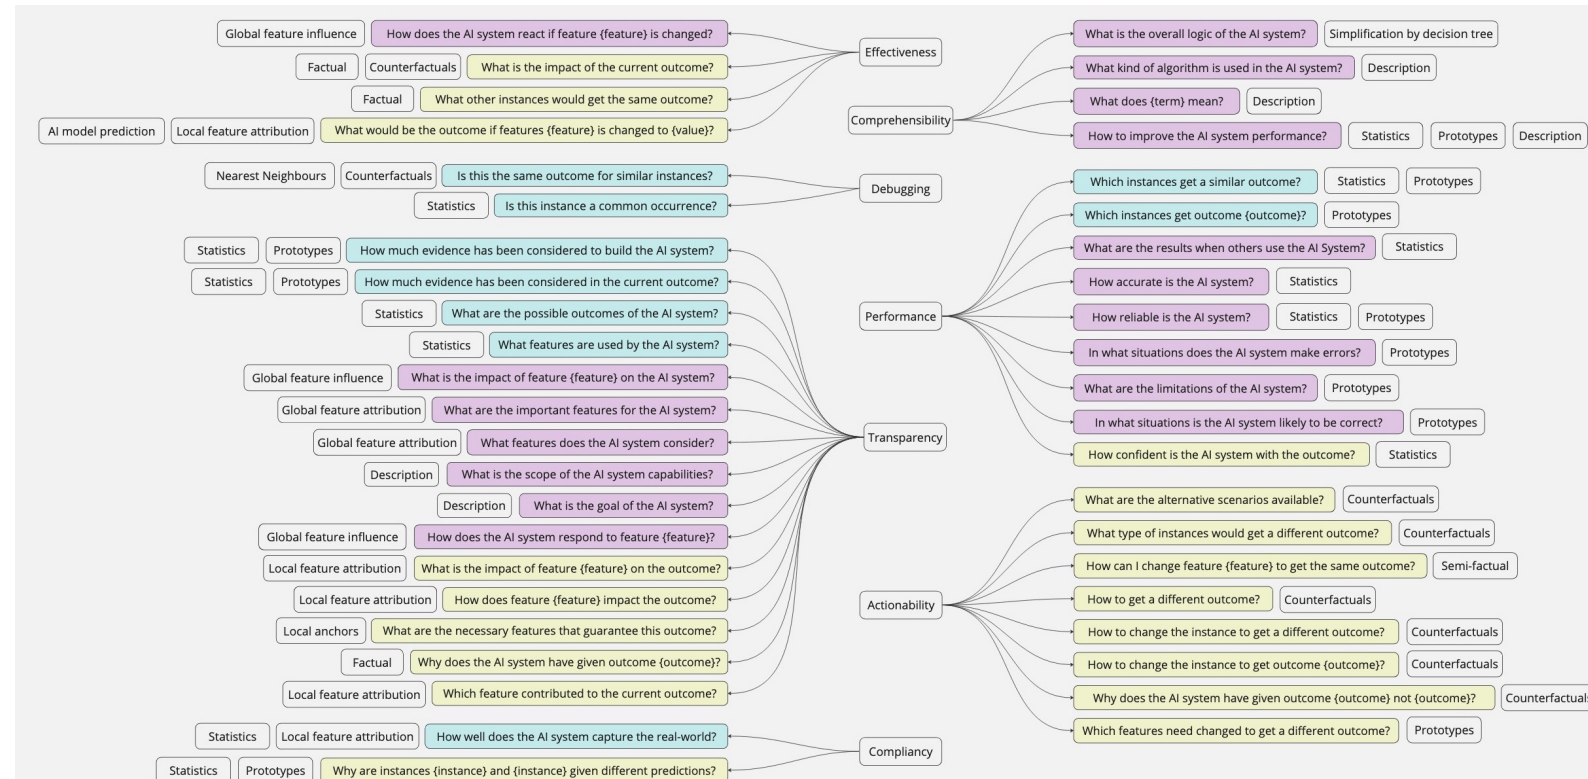 Global feature influence
How does the AI system react if feature {feature} is changed?
Factual
Counterfactuals
What is the impact of the current outcome?
Factual
What other instances would get the same outcome?
AI model prediction
Local feature attribution
What would be the outcome if features {feature} is changed to {value}?
Effectiveness
Nearest Neighbours
Counterfactuals
Is this the same outcome for similar instances?
Statistics
Is this instance a common occurrence?
Debugging
Statistics
Prototypes
How much evidence has been considered to build the AI system?
Statistics
Prototypes
How much evidence has been considered in the current outcome?
Statistics
What are the possible outcomes of the AI system?
Statistics
What features are used by the AI system?
Global feature influence
What is the impact of feature {feature} on the AI system?
Global feature attribution
What are the important features for the AI system?
Global feature attribution
What features does the AI system consider?
Description
What is the scope of the AI system capabilities?
Description
What is the goal of the AI system?
Global feature influence
How does the AI system respond to feature {feature}?
Local feature attribution
What is the impact of feature {feature} on the outcome?
Local feature attribution
How does feature {feature} impact the outcome?
Local anchors
What are the necessary features that guarantee this outcome?
Factual
Why does the AI system have given outcome {outcome}?
Local feature attribution
Which feature contributed to the current outcome?
Transparency
Statistics
Local feature attribution
How well does the AI system capture the real-world?
Statistics
Prototypes
Why are instances {instance} and {instance} given different predictions?
Compliancy
Comprehensibility
What is the overall logic of the AI system?
Simplification by decision tree
What kind of algorithm is used in the AI system?
Description
What does {term} mean?
Description
How to improve the AI system performance?
Statistics
Prototypes
Description
Performance
Which instances get a similar outcome?
Statistics
Prototypes
Which instances get outcome {outcome}?
Prototypes
What are the results when others use the AI System?
Statistics
How accurate is the AI system?
Statistics
How reliable is the AI system?
Statistics
Prototypes
In what situations does the AI system make errors?
Prototypes
What are the limitations of the AI system?
Prototypes
In what situations is the AI system likely to be correct?
Prototypes
How confident is the AI system with the outcome?
Statistics
Actionability
What are the alternative scenarios available?
Counterfactuals
What type of instances would get a different outcome?
Counterfactuals
How can I change feature {feature} to get the same outcome?
Semi-factual
How to get a different outcome?
Counterfactuals
How to change the instance to get a different outcome?
Counterfactuals
How to change the instance to get outcome {outcome}?
Counterfactuals
Why does the AI system have given outcome {outcome} not {outcome}?
Counterfactuals
Which features need changed to get a different outcome?
Prototypes